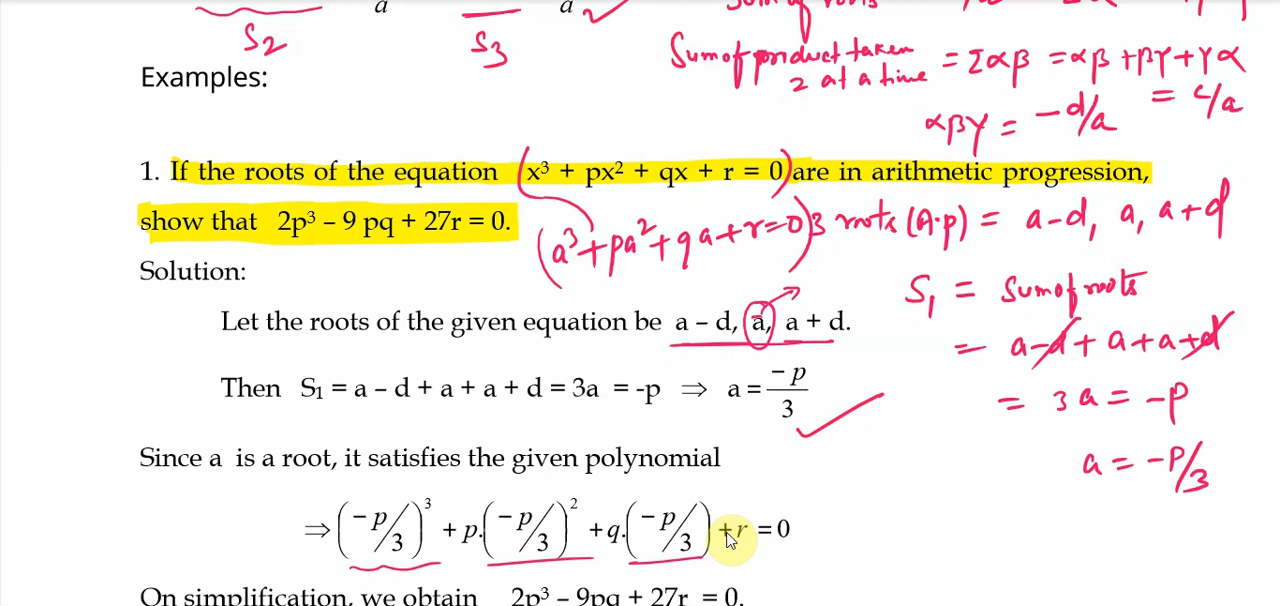 a a
S2 S3
Sum of roots
Sum of product taken
2 at a time = Σαβ = αβ + βγ + γα
= c/a
αβγ = -d/a
Examples:
1. If the roots of the equation (x³ + px² + qx + r = 0) are in arithmetic progression,
show that 2p³ – 9 pq + 27r = 0.
(a³ + pa² + qa + r = 0) 3 roots (A.p) = a-d, a, a+d
Solution:
S₁ = Sum of roots
Let the roots of the given equation be a – d, a, a + d.
= a-d + a + a+d
Then S₁ = a – d + a + a + d = 3a = -p ⇒ a = -p/3
= 3a = -p
Since a is a root, it satisfies the given polynomial
a = -P/3
⇒ (-p/3)³ + p.(-p/3)² + q.(-p/3) + r = 0
On simplification, we obtain 2p³ – 9pq + 27r = 0.